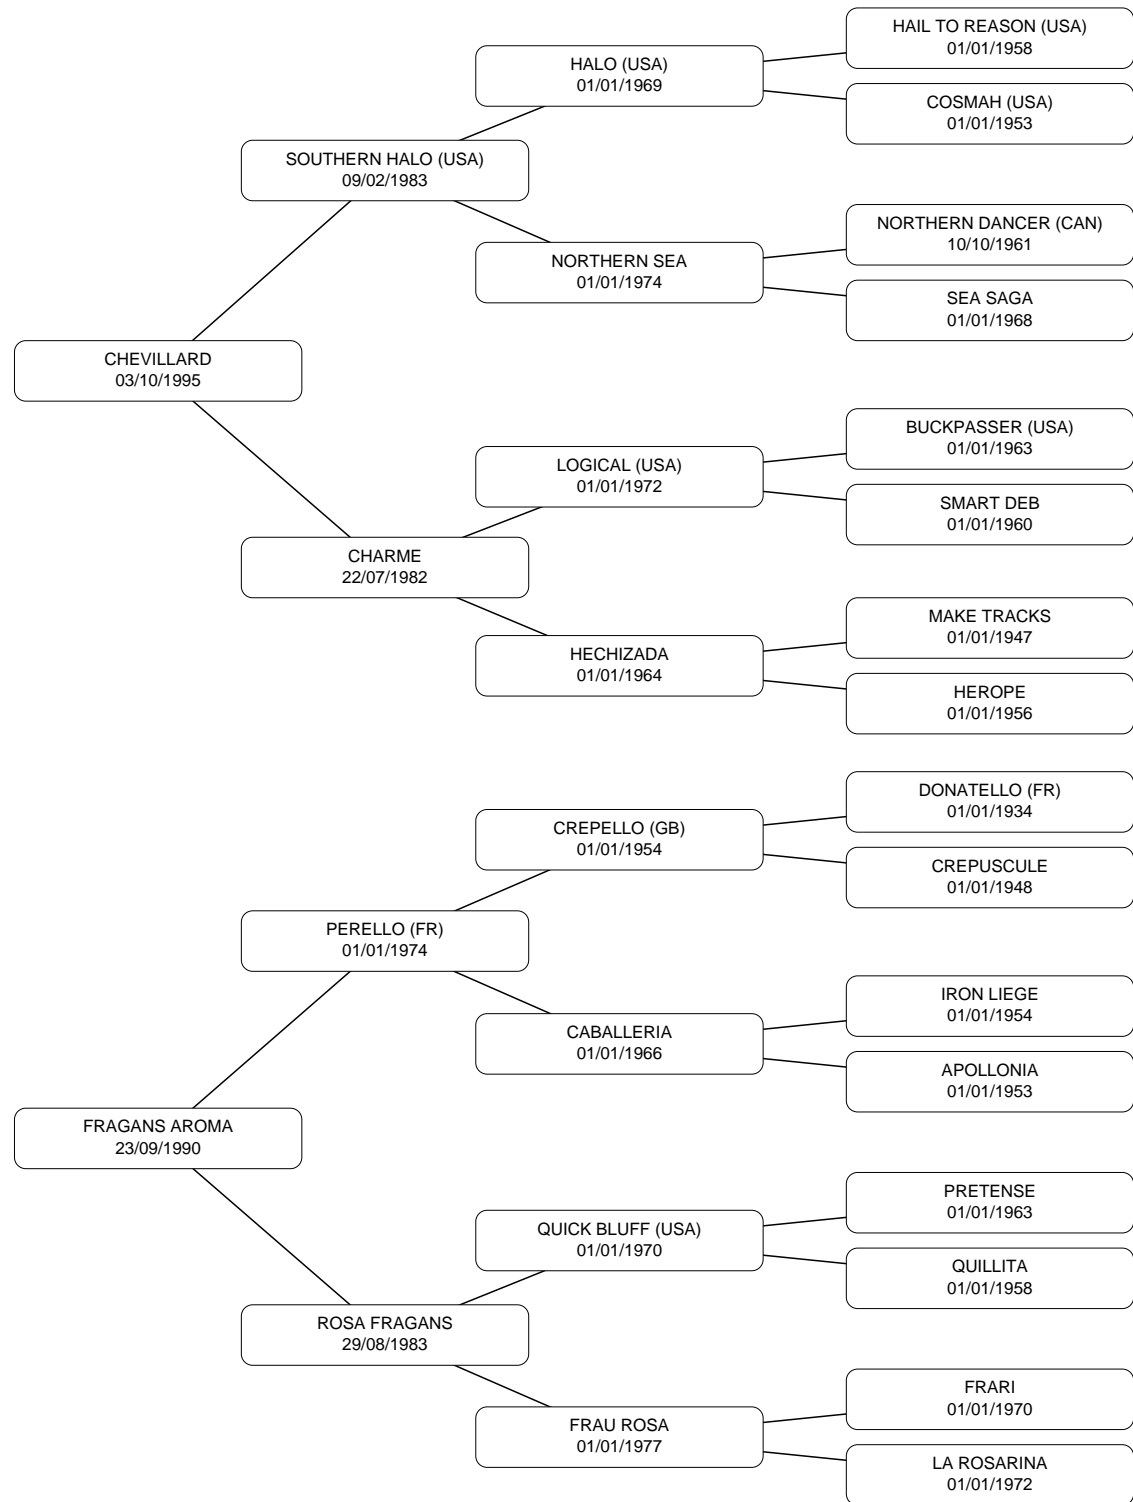 HAIL TO REASON (USA)
01/01/1958
HALO (USA)
01/01/1969
COSMAH (USA)
01/01/1953
SOUTHERN HALO (USA)
09/02/1983
NORTHERN DANCER (CAN)
10/10/1961
NORTHERN SEA
01/01/1974
SEA SAGA
01/01/1968
CHEVILLARD
03/10/1995
BUCKPASSER (USA)
01/01/1963
LOGICAL (USA)
01/01/1972
SMART DEB
01/01/1960
CHARME
22/07/1982
MAKE TRACKS
01/01/1947
HECHIZADA
01/01/1964
HEROPE
01/01/1956
DONATELLO (FR)
01/01/1934
CREPELLO (GB)
01/01/1954
CREPUSCULE
01/01/1948
PERELLO (FR)
01/01/1974
IRON LIEGE
01/01/1954
CABALLERIA
01/01/1966
APOLLONIA
01/01/1953
FRAGANS AROMA
23/09/1990
PRETENSE
01/01/1963
QUICK BLUFF (USA)
01/01/1970
QUILLITA
01/01/1958
ROSA FRAGANS
29/08/1983
FRARI
01/01/1970
FRAU ROSA
01/01/1977
LA ROSARINA
01/01/1972